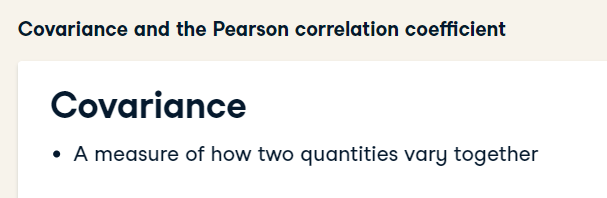 Covariance and the Pearson correlation coefficient
Covariance
• A measure of how two quantities vary together